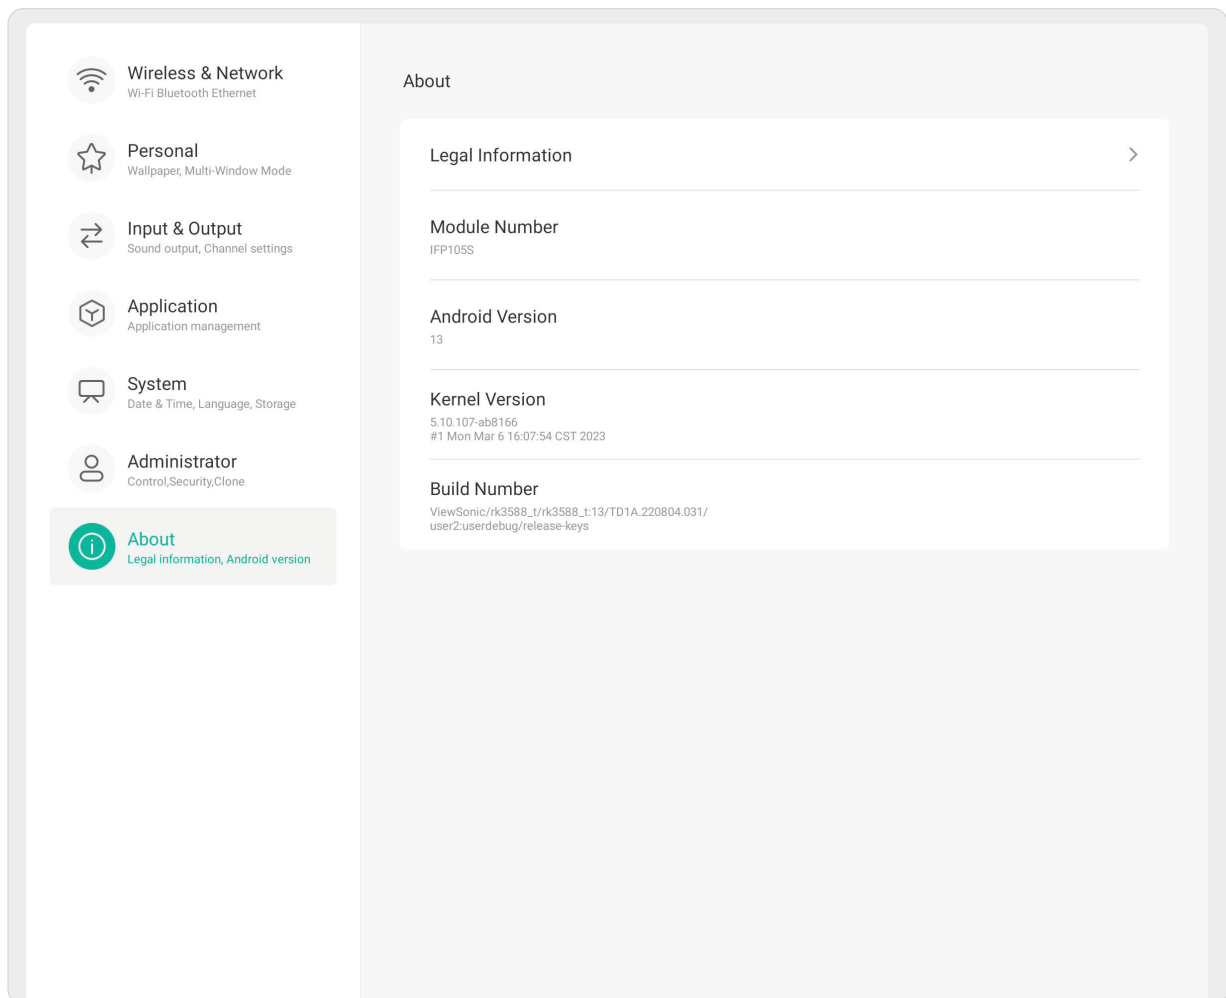 Wireless & Network
Wi-Fi Bluetooth Ethernet
Personal
Wallpaper, Multi-Window Mode
Input & Output
Sound output, Channel settings
Application
Application management
System
Date & Time, Language, Storage
Administrator
Control,Security,Clone
About
Legal information, Android version
About
Legal Information
Module Number
IFP105S
Android Version
13
Kernel Version
5.10.107-ab8166
#1 Mon Mar 6 16:07:54 CST 2023
Build Number
ViewSonic/rk3588_t/rk3588_t:13/TD1A.220804.031/
user2:userdebug/release-keys